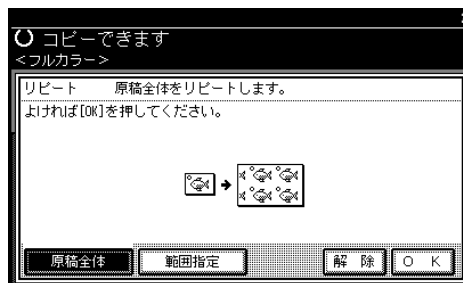 コピーできます
<フルカラー>
リピート 原稿全体をリピートします。
よければ[OK]を押してください。
原稿全体 範囲指定 解 除 O K